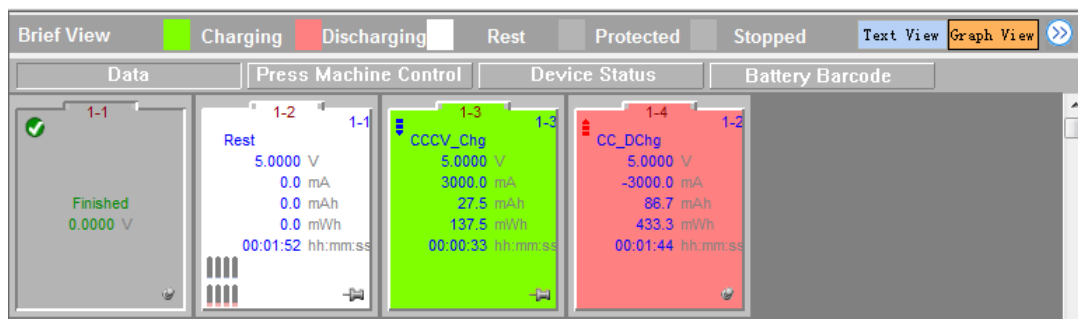 Brief View Charging Discharging Rest Protected Stopped Text View Graph View
Data Press Machine Control Device Status Battery Barcode
1-1
Finished
0.0000 V
1-2
1-1
Rest
5.0000 V
0.0 mA
0.0 mAh
0.0 mWh
00:01:52 hh:mm:ss
1-3
1-3
CCCV_Chg
5.0000 V
3000.0 mA
27.5 mAh
137.5 mWh
00:00:33 hh:mm:ss
1-4
1-2
CC_DChg
5.0000 V
-3000.0 mA
86.7 mAh
433.3 mWh
00:01:44 hh:mm:ss